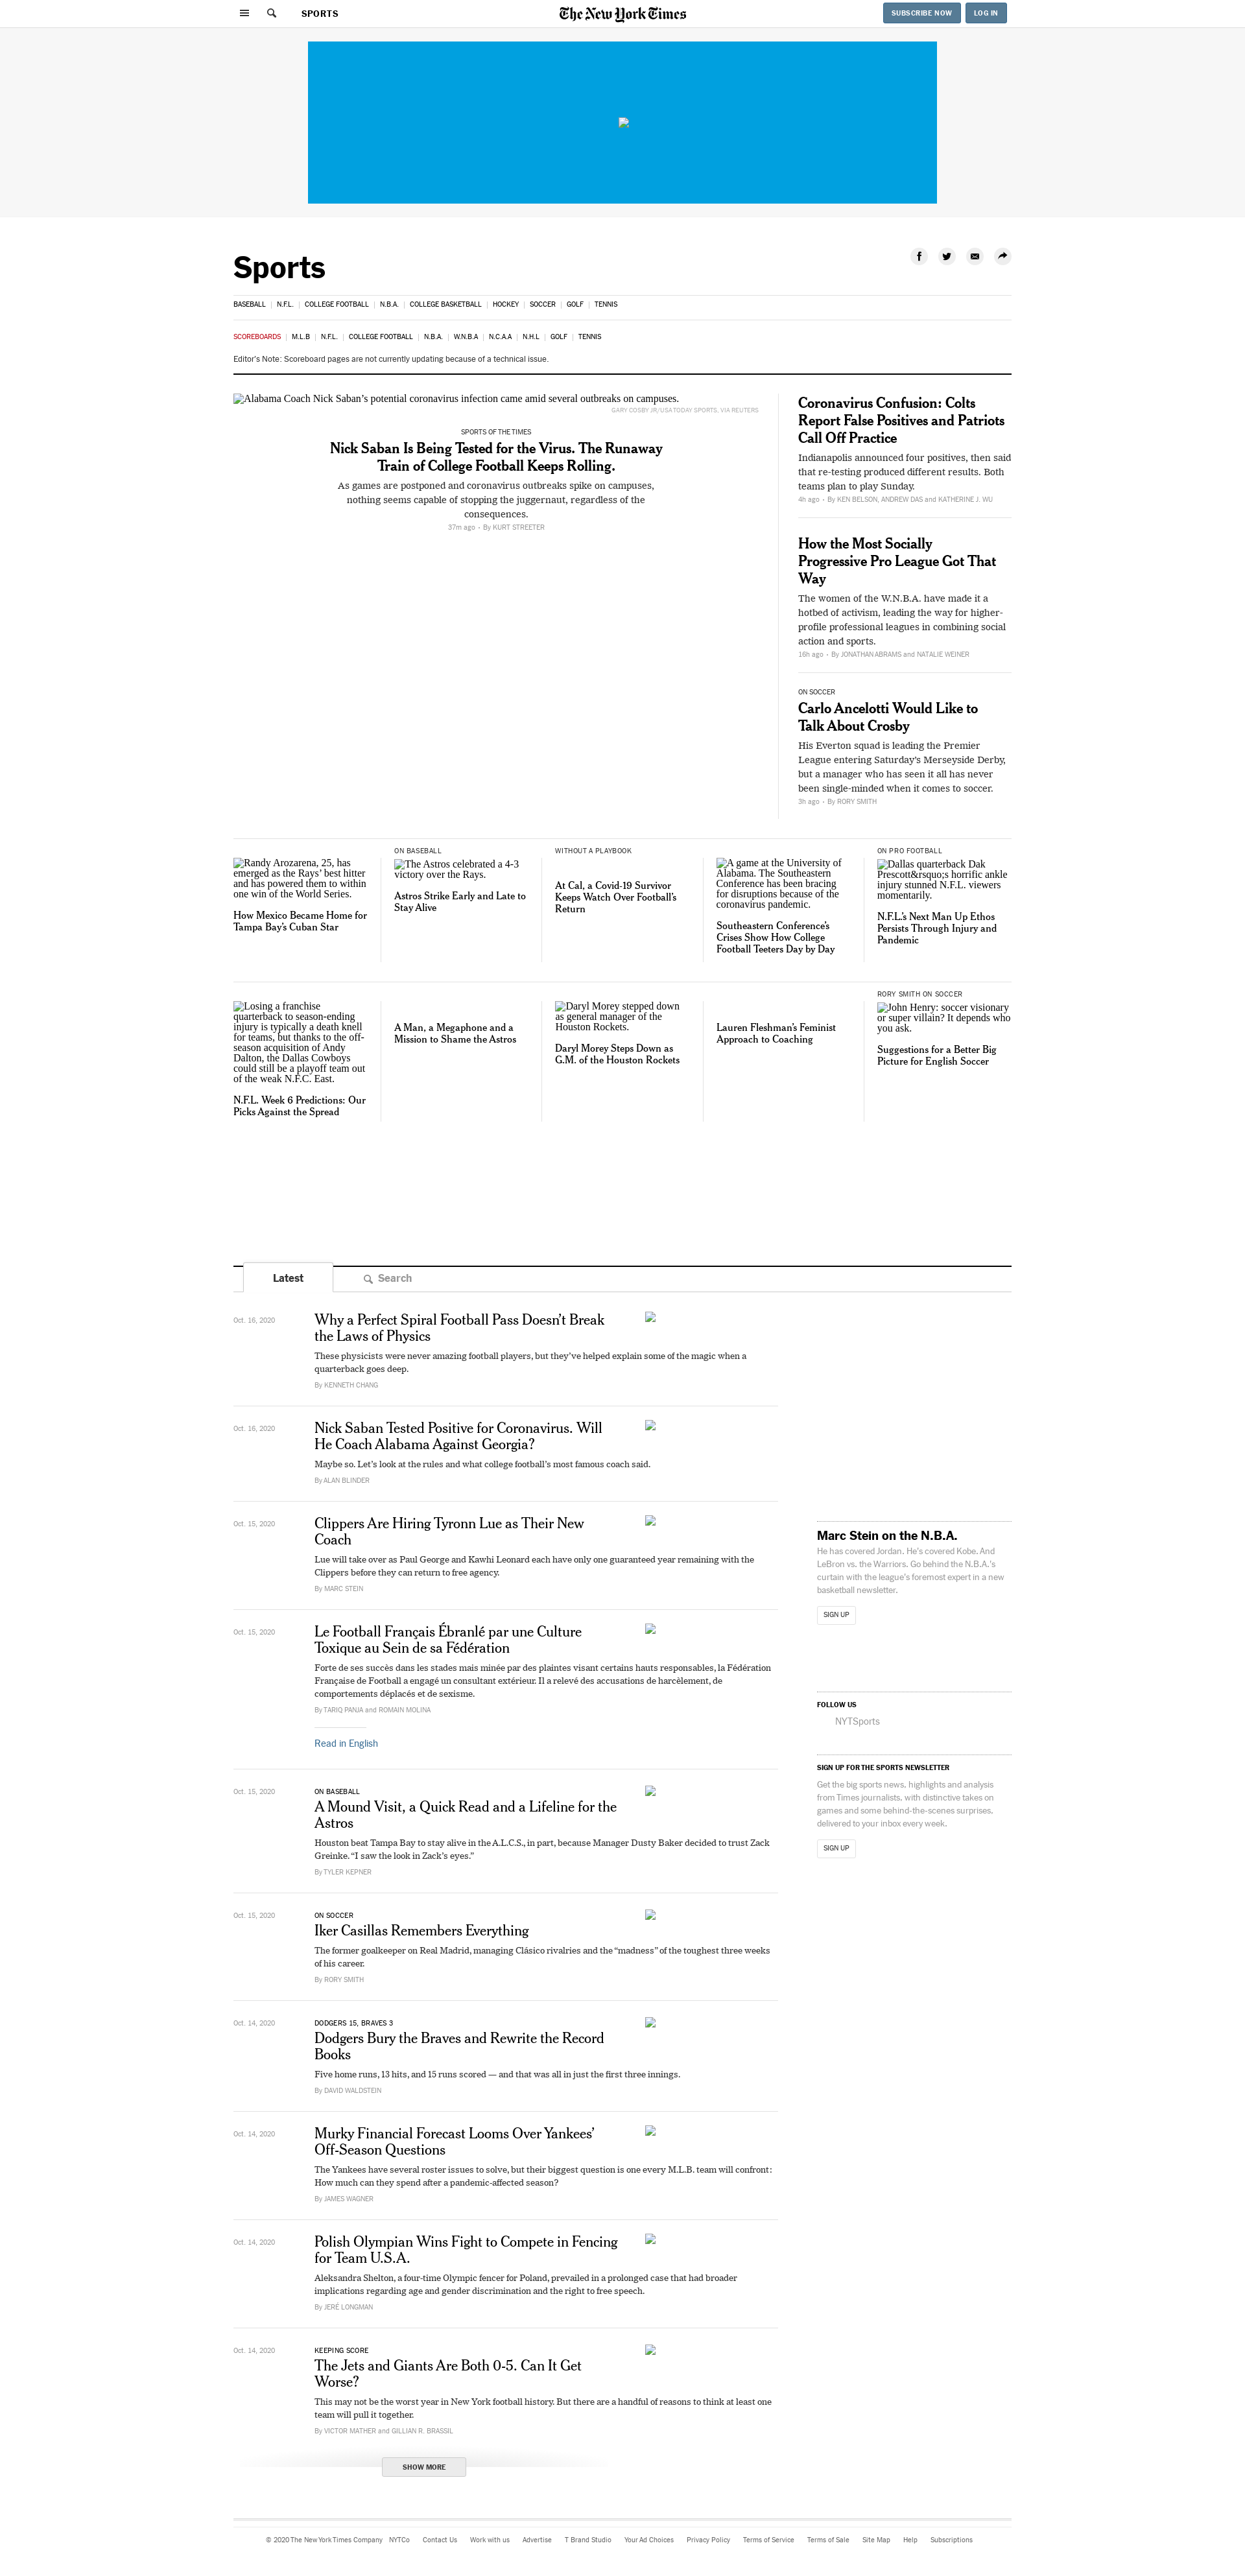 SPORTS
The New York Times
SUBSCRIBE NOW
LOG IN
Sports
BASEBALL | N.F.L. | COLLEGE FOOTBALL | N.B.A. | COLLEGE BASKETBALL | HOCKEY | SOCCER | GOLF | TENNIS
SCOREBOARDS | M.L.B | N.F.L. | COLLEGE FOOTBALL | N.B.A. | W.N.B.A | N.C.A.A | N.H.L | GOLF | TENNIS
Editor's Note: Scoreboard pages are not currently updating because of a technical issue.
Alabama Coach Nick Saban’s potential coronavirus infection came amid several outbreaks on campuses.
GARY COSBY JR/USA TODAY SPORTS, VIA REUTERS
SPORTS OF THE TIMES
Nick Saban Is Being Tested for the Virus. The Runaway
Train of College Football Keeps Rolling.
As games are postponed and coronavirus outbreaks spike on campuses,
nothing seems capable of stopping the juggernaut, regardless of the
consequences.
37m ago • By KURT STREETER
Coronavirus Confusion: Colts
Report False Positives and Patriots
Call Off Practice
Indianapolis announced four positives, then said
that re-testing produced different results. Both
teams plan to play Sunday.
4h ago • By KEN BELSON, ANDREW DAS and KATHERINE J. WU
How the Most Socially
Progressive Pro League Got That
Way
The women of the W.N.B.A. have made it a
hotbed of activism, leading the way for higher-
profile professional leagues in combining social
action and sports.
16h ago • By JONATHAN ABRAMS and NATALIE WEINER
ON SOCCER
Carlo Ancelotti Would Like to
Talk About Crosby
His Everton squad is leading the Premier
League entering Saturday’s Merseyside Derby,
but a manager who has seen it all has never
been single-minded when it comes to soccer.
3h ago • By RORY SMITH
Randy Arozarena, 25, has
emerged as the Rays’ best hitter
and has powered them to within
one win of the World Series.
How Mexico Became Home for
Tampa Bay’s Cuban Star
ON BASEBALL
The Astros celebrated a 4-3
victory over the Rays.
Astros Strike Early and Late to
Stay Alive
WITHOUT A PLAYBOOK
At Cal, a Covid-19 Survivor
Keeps Watch Over Football’s
Return
A game at the University of
Alabama. The Southeastern
Conference has been bracing
for disruptions because of the
coronavirus pandemic.
Southeastern Conference’s
Crises Show How College
Football Teeters Day by Day
ON PRO FOOTBALL
Dallas quarterback Dak
Prescott&rsquo;s horrific ankle
injury stunned N.F.L. viewers
momentarily.
N.F.L.’s Next Man Up Ethos
Persists Through Injury and
Pandemic
Losing a franchise
quarterback to season-ending
injury is typically a death knell
for teams, but thanks to the off-
season acquisition of Andy
Dalton, the Dallas Cowboys
could still be a playoff team out
of the weak N.F.C. East.
N.F.L. Week 6 Predictions: Our
Picks Against the Spread
A Man, a Megaphone and a
Mission to Shame the Astros
Daryl Morey stepped down
as general manager of the
Houston Rockets.
Daryl Morey Steps Down as
G.M. of the Houston Rockets
Lauren Fleshman’s Feminist
Approach to Coaching
RORY SMITH ON SOCCER
John Henry: soccer visionary
or super villain? It depends who
you ask.
Suggestions for a Better Big
Picture for English Soccer
Latest
Search
Oct. 16, 2020
Why a Perfect Spiral Football Pass Doesn’t Break
the Laws of Physics
These physicists were never amazing football players, but they’ve helped explain some of the magic when a
quarterback goes deep.
By KENNETH CHANG
Oct. 16, 2020
Nick Saban Tested Positive for Coronavirus. Will
He Coach Alabama Against Georgia?
Maybe so. Let’s look at the rules and what college football’s most famous coach said.
By ALAN BLINDER
Oct. 15, 2020
Clippers Are Hiring Tyronn Lue as Their New
Coach
Lue will take over as Paul George and Kawhi Leonard each have only one guaranteed year remaining with the
Clippers before they can return to free agency.
By MARC STEIN
Oct. 15, 2020
Le Football Français Ébranlé par une Culture
Toxique au Sein de sa Fédération
Forte de ses succès dans les stades mais minée par des plaintes visant certains hauts responsables, la Fédération
Française de Football a engagé un consultant extérieur. Il a relevé des accusations de harcèlement, de
comportements déplacés et de sexisme.
By TARIQ PANJA and ROMAIN MOLINA
Read in English
Oct. 15, 2020
ON BASEBALL
A Mound Visit, a Quick Read and a Lifeline for the
Astros
Houston beat Tampa Bay to stay alive in the A.L.C.S., in part, because Manager Dusty Baker decided to trust Zack
Greinke. “I saw the look in Zack’s eyes.”
By TYLER KEPNER
Oct. 15, 2020
ON SOCCER
Iker Casillas Remembers Everything
The former goalkeeper on Real Madrid, managing Clásico rivalries and the “madness” of the toughest three weeks
of his career.
By RORY SMITH
Oct. 14, 2020
DODGERS 15, BRAVES 3
Dodgers Bury the Braves and Rewrite the Record
Books
Five home runs, 13 hits, and 15 runs scored — and that was all in just the first three innings.
By DAVID WALDSTEIN
Oct. 14, 2020
Murky Financial Forecast Looms Over Yankees’
Off-Season Questions
The Yankees have several roster issues to solve, but their biggest question is one every M.L.B. team will confront:
How much can they spend after a pandemic-affected season?
By JAMES WAGNER
Oct. 14, 2020
Polish Olympian Wins Fight to Compete in Fencing
for Team U.S.A.
Aleksandra Shelton, a four-time Olympic fencer for Poland, prevailed in a prolonged case that had broader
implications regarding age and gender discrimination and the right to free speech.
By JERÉ LONGMAN
Oct. 14, 2020
KEEPING SCORE
The Jets and Giants Are Both 0-5. Can It Get
Worse?
This may not be the worst year in New York football history. But there are a handful of reasons to think at least one
team will pull it together.
By VICTOR MATHER and GILLIAN R. BRASSIL
SHOW MORE
Marc Stein on the N.B.A.
He has covered Jordan. He’s covered Kobe. And
LeBron vs. the Warriors. Go behind the N.B.A.’s
curtain with the league’s foremost expert in a new
basketball newsletter.
SIGN UP
FOLLOW US
NYTSports
SIGN UP FOR THE SPORTS NEWSLETTER
Get the big sports news, highlights and analysis
from Times journalists, with distinctive takes on
games and some behind-the-scenes surprises,
delivered to your inbox every week.
SIGN UP
© 2020 The New York Times Company NYTCo Contact Us Work with us Advertise T Brand Studio Your Ad Choices Privacy Policy Terms of Service Terms of Sale Site Map Help Subscriptions